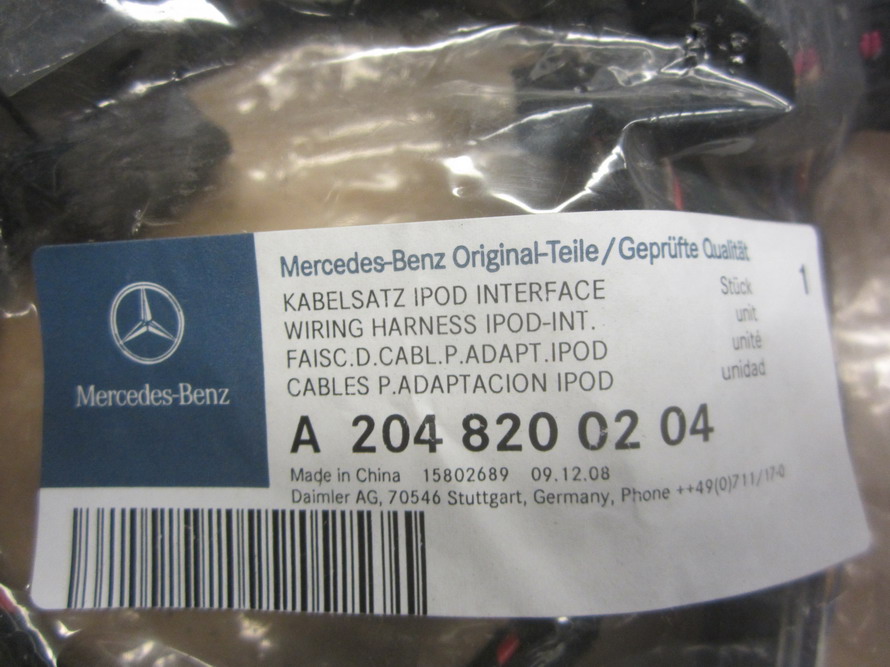 Mercedes-Benz
Mercedes-Benz Original-Teile/Geprüfte Qualität
KABELSATZ IPOD INTERFACE Stück 1
WIRING HARNESS IPOD-INT. unit
FAISC.D.CABL.P.ADAPT.IPOD unité
CABLES P.ADAPTACION IPOD unidad
A 204 820 02 04
Made in China 15802689 09.12.08
Daimler AG, 70546 Stuttgart, Germany, Phone ++49(0)711/17-0